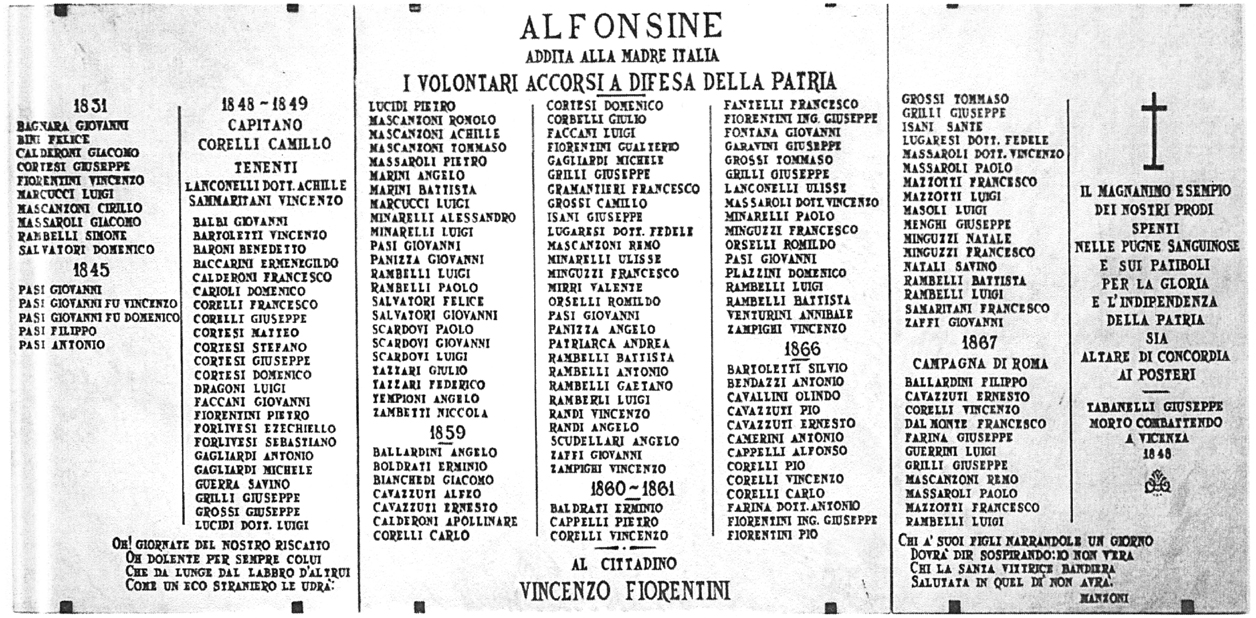 ALFONSINE
ADDITA ALLA MADRE ITALIA
I VOLONTARI ACCORSI A DIFESA DELLA PATRIA
1831
BAGNARA GIOVANNI
BINI FELICE
CALDERONI GIACOMO
CORTESI GIUSEPPE
FIORENTINI VINCENZO
MARCUCCI LUIGI
MASCANZONI CIRILLO
MASSAROLI GIACOMO
RAMBELLI SIMONE
SALVATORI DOMENICO
1845
PASI GIOVANNI
PASI GIOVANNI FU VINCENZO
PASI GIOVANNI FU DOMENICO
PASI FILIPPO
PASI ANTONIO
1848~1849
CAPITANO
CORELLI CAMILLO
TENENTI
LANCONELLI DOTT. ACHILLE
SAMMARITANI VINCENZO
BALBI GIOVANNI
BARTOLETTI VINCENZO
BARONI BENEDETTO
BACCARINI ERMENEGILDO
CALDERONI FRANCESCO
CARIOLI DOMENICO
CORELLI FRANCESCO
CORELLI GIUSEPPE
CORTESI MATTEO
CORTESI STEFANO
CORTESI GIUSEPPE
CORTESI DOMENICO
DRAGONI LUIGI
FACCANI GIOVANNI
FIORENTINI PIETRO
FORLIVESI EZECHIELLO
FORLIVESI SEBASTIANO
GAGLIARDI ANTONIO
GAGLIARDI MICHELE
GUERRA SAVINO
GRILLI GIUSEPPE
GROSSI GIUSEPPE
LUCIDI DOTT. LUIGI
OH! GIORNATE DEL NOSTRO RISCATTO
OH DOLENTE PER SEMPRE COLUI
CHE DA LUNGE DAL LABBRO D'ALTRUI
COME UN ECO STRANIERO LE UDRA'.
LUCIDI PIETRO
MASCANZONI ROMOLO
MASCANZONI ACHILLE
MASCANZONI TOMMASO
MASSAROLI PIETRO
MARINI ANGELO
MARINI BATTISTA
MARCUCCI LUIGI
MINARELLI ALESSANDRO
MINARELLI LUIGI
PASI GIOVANNI
PANIZZA GIOVANNI
RAMBELLI LUIGI
RAMBELLI PAOLO
SALVATORI FELICE
SALVATORI GIOVANNI
SCARDOVI PAOLO
SCARDOVI GIOVANNI
SCARDOVI LUIGI
TAZZARI GIULIO
TAZZARI FEDERICO
TEMPIONI ANGELO
ZAMBETTI NICCOLA
1859
BALLARDINI ANGELO
BOLDRATI ERMINIO
BIANCHEDI GIACOMO
CAVAZZUTI ALFEO
CAVAZZUTI ERNESTO
CALDERONI APOLLINARE
CORELLI CARLO
CORTESI DOMENICO
CORBELLI GIULIO
FACCANI LUIGI
FIORENTINI GUALTERIO
GAGLIARDI MICHELE
GRILLI GIUSEPPE
GRAMANTIERI FRANCESCO
GROSSI CAMILLO
ISANI GIUSEPPE
LUGARESI DOTT. FEDELE
MASCANZONI REMO
MINARELLI ULISSE
MINGUZZI FRANCESCO
MIRRI VALENTE
ORSELLI ROMILDO
PASI GIOVANNI
PANIZZA ANGELO
PATRIARCA ANDREA
RAMBELLI BATTISTA
RAMBELLI ANTONIO
RAMBELLI GAETANO
RAMBERLI LUIGI
RANDI VINCENZO
RANDI ANGELO
SCUDELLARI ANGELO
ZAFFI GIOVANNI
ZAMPIGHI VINCENZO
1860~1861
BALDRATI ERMINIO
CAPPELLI PIETRO
CORELLI VINCENZO
FANTELLI FRANCESCO
FIORENTINI ING. GIUSEPPE
FONTANA GIOVANNI
GARAVINI GIUSEPPE
GROSSI TOMMASO
GRILLI GIUSEPPE
LANCONELLI ULISSE
MASSAROLI DOTT. VINCENZO
MINARELLI PAOLO
MINGUZZI FRANCESCO
ORSELLI ROMILDO
PASI GIOVANNI
PLAZZINI DOMENICO
RAMBELLI LUIGI
RAMBELLI BATTISTA
VENTURINI ANNIBALE
ZAMPIGHI VINCENZO
1866
BARTOLETTI SILVIO
BENDAZZI ANTONIO
CAVALLINI OLINDO
CAVAZZUTI PIO
CAVAZZUTI ERNESTO
CAMERINI ANTONIO
CAPPELLI ALFONSO
CORELLI PIO
CORELLI VINCENZO
CORELLI CARLO
FARINA DOTT. ANTONIO
FIORENTINI ING. GIUSEPPE
FIORENTINI PIO
AL CITTADINO
VINCENZO FIORENTINI
GROSSI TOMMASO
GRILLI GIUSEPPE
ISANI SANTE
LUGARESI DOTT. FEDELE
MASSAROLI DOTT. VINCENZO
MASSAROLI PAOLO
MAZZOTTI FRANCESCO
MAZZOTTI LUIGI
MASOLI LUIGI
MENGHI GIUSEPPE
MINGUZZI NATALE
MINGUZZI FRANCESCO
NATALI SAVINO
RAMBELLI BATTISTA
RAMBELLI LUIGI
SAMARITANI FRANCESCO
ZAFFI GIOVANNI
1867
CAMPAGNA DI ROMA
BALLARDINI FILIPPO
CAVAZZUTI ERNESTO
CORELLI VINCENZO
DAL MONTE FRANCESCO
FARINA GIUSEPPE
GUERRINI LUIGI
GRILLI GIUSEPPE
MASCANZONI REMO
MASSAROLI PAOLO
MAZZOTTI FRANCESCO
RAMBELLI LUIGI
IL MAGNANIMO ESEMPIO
DEI NOSTRI PRODI
SPENTI
NELLE PUGNE SANGUINOSE
E SUI PATIBOLI
PER LA GLORIA
E L'INDIPENDENZA
DELLA PATRIA
SIA
ALTARE DI CONCORDIA
AI POSTERI
TABANELLI GIUSEPPE
MORTO COMBATTENDO
A VICENZA
1848
CHI A' SUOI FIGLI NARRANDOLE UN GIORNO
DOVRA' DIR SOSPIRANDO: IO NON V'ERA
CHI LA SANTA VITTRICE BANDIERA
SALUTATA IN QUEL DI' NON AVRA'.
MANZONI